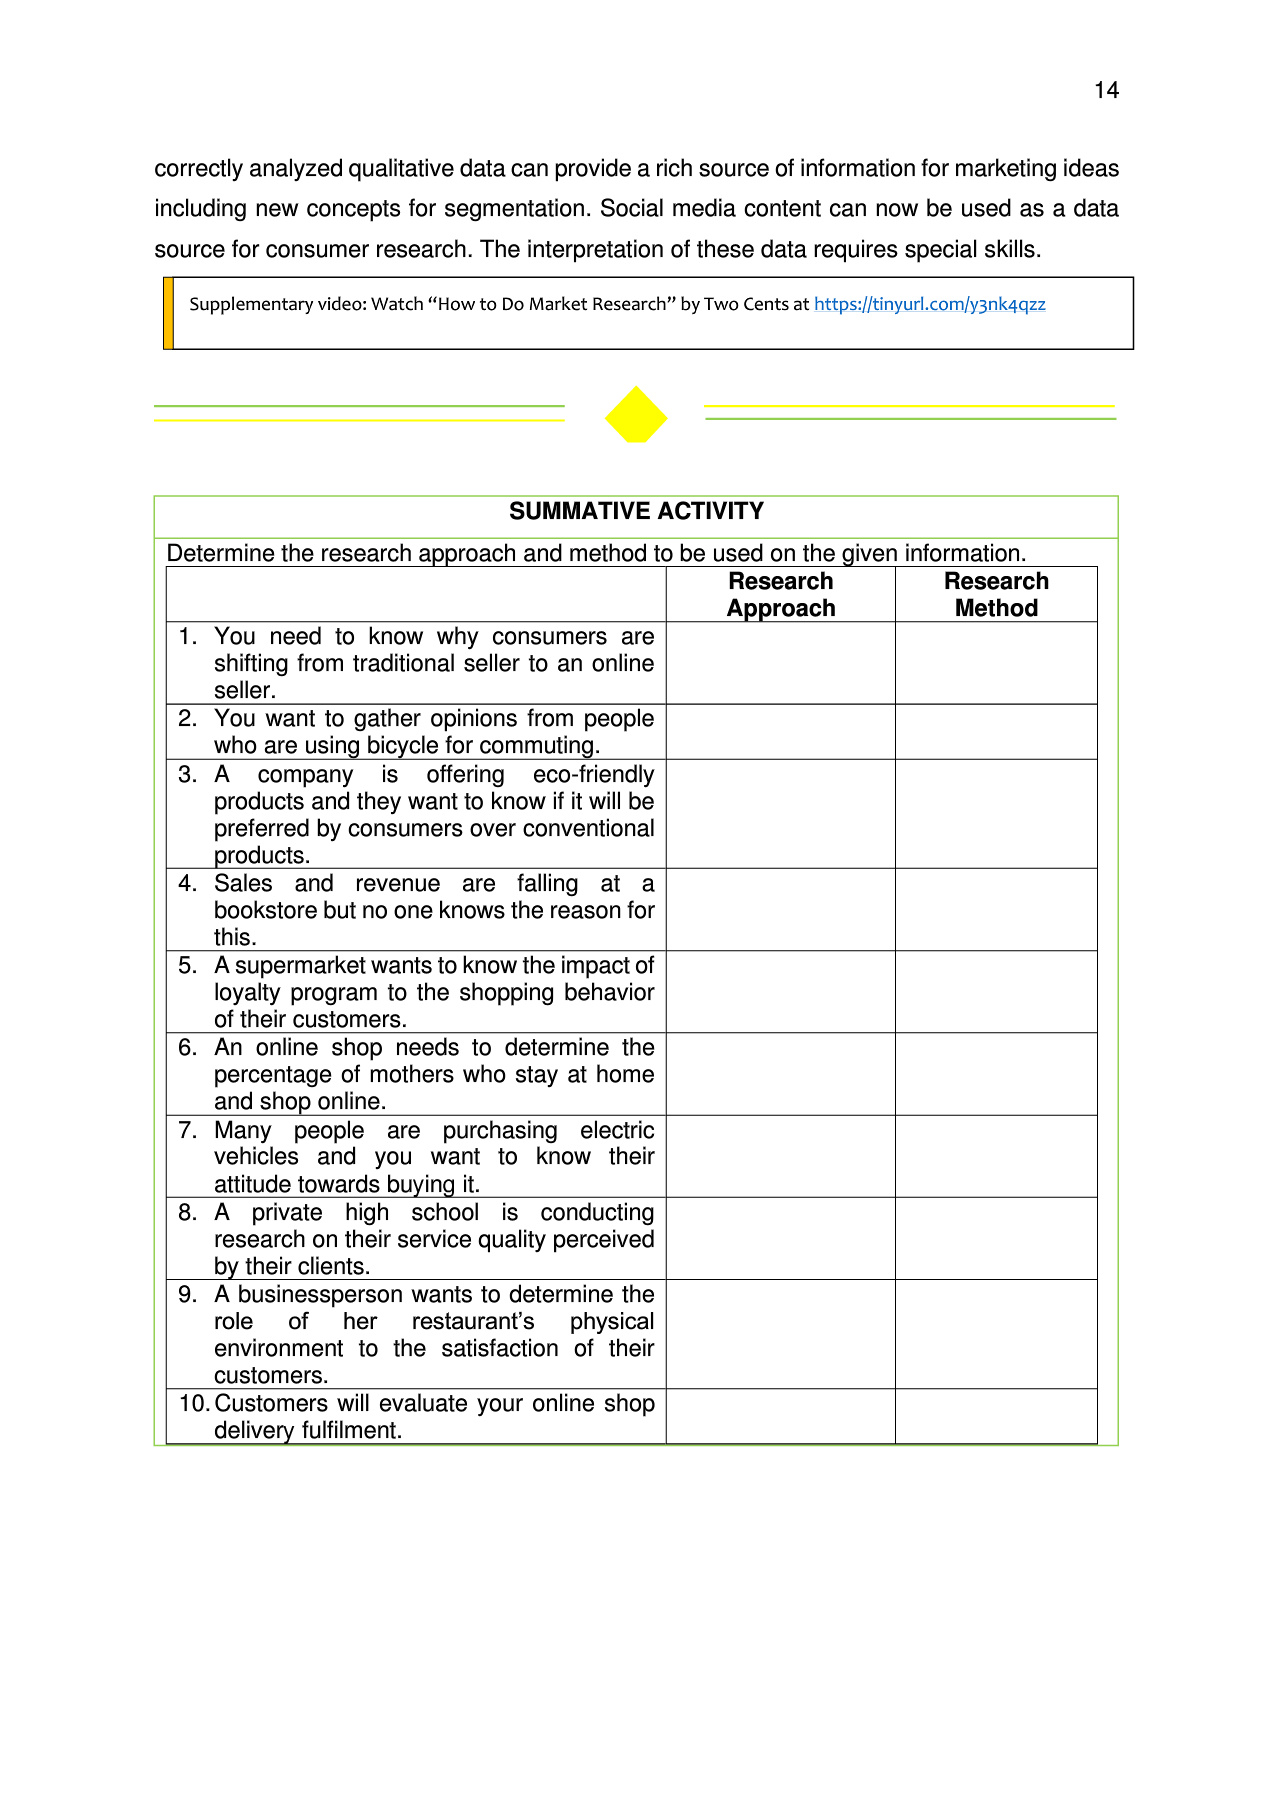 14
correctly analyzed qualitative data can provide a rich source of information for marketing ideas
including new concepts for segmentation. Social media content can now be used as a data
source for consumer research. The interpretation of these data requires special skills.
Supplementary video: Watch “How to Do Market Research” by Two Cents at https://tinyurl.com/y3nk4qzz
SUMMATIVE ACTIVITY
Determine the research approach and method to be used on the given information.
Research
Approach
Research
Method
1. You need to know why consumers are
shifting from traditional seller to an online
seller.
2. You want to gather opinions from people
who are using bicycle for commuting.
3. A company is offering eco-friendly
products and they want to know if it will be
preferred by consumers over conventional
products.
4. Sales and revenue are falling at a
bookstore but no one knows the reason for
this.
5. A supermarket wants to know the impact of
loyalty program to the shopping behavior
of their customers.
6. An online shop needs to determine the
percentage of mothers who stay at home
and shop online.
7. Many people are purchasing electric
vehicles and you want to know their
attitude towards buying it.
8. A private high school is conducting
research on their service quality perceived
by their clients.
9. A businessperson wants to determine the
role of her restaurant’s physical
environment to the satisfaction of their
customers.
10. Customers will evaluate your online shop
delivery fulfilment.